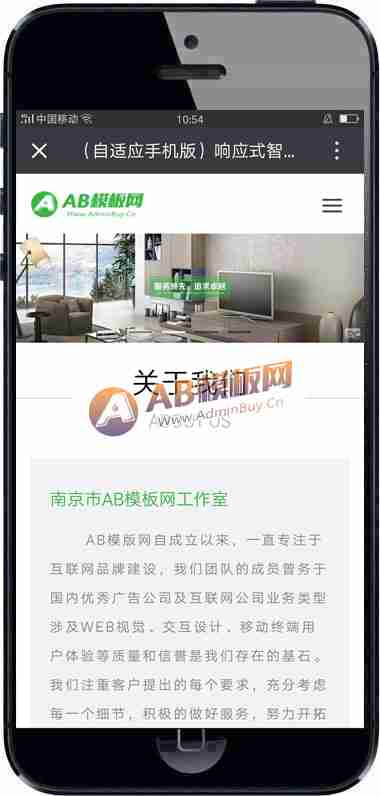 中国移动
10:54
（自适应手机版）响应式智...
AB模板网
Www.AdminBuy.Cn
服务领先，追求卓越
关于我们
AB模板网
Www.AdminBuy.Cn
ABOUT US
南京市AB模板网工作室
AB模版网自成立以来，一直专注于
互联网品牌建设，我们团队的成员曾务于
国内优秀广告公司及互联网公司业务类型
涉及WEB视觉、交互设计、移动终端用
户体验等质量和信誉是我们存在的基石。
我们注重客户提出的每个要求，充分考虑
每一个细节，积极的做好服务，努力开拓